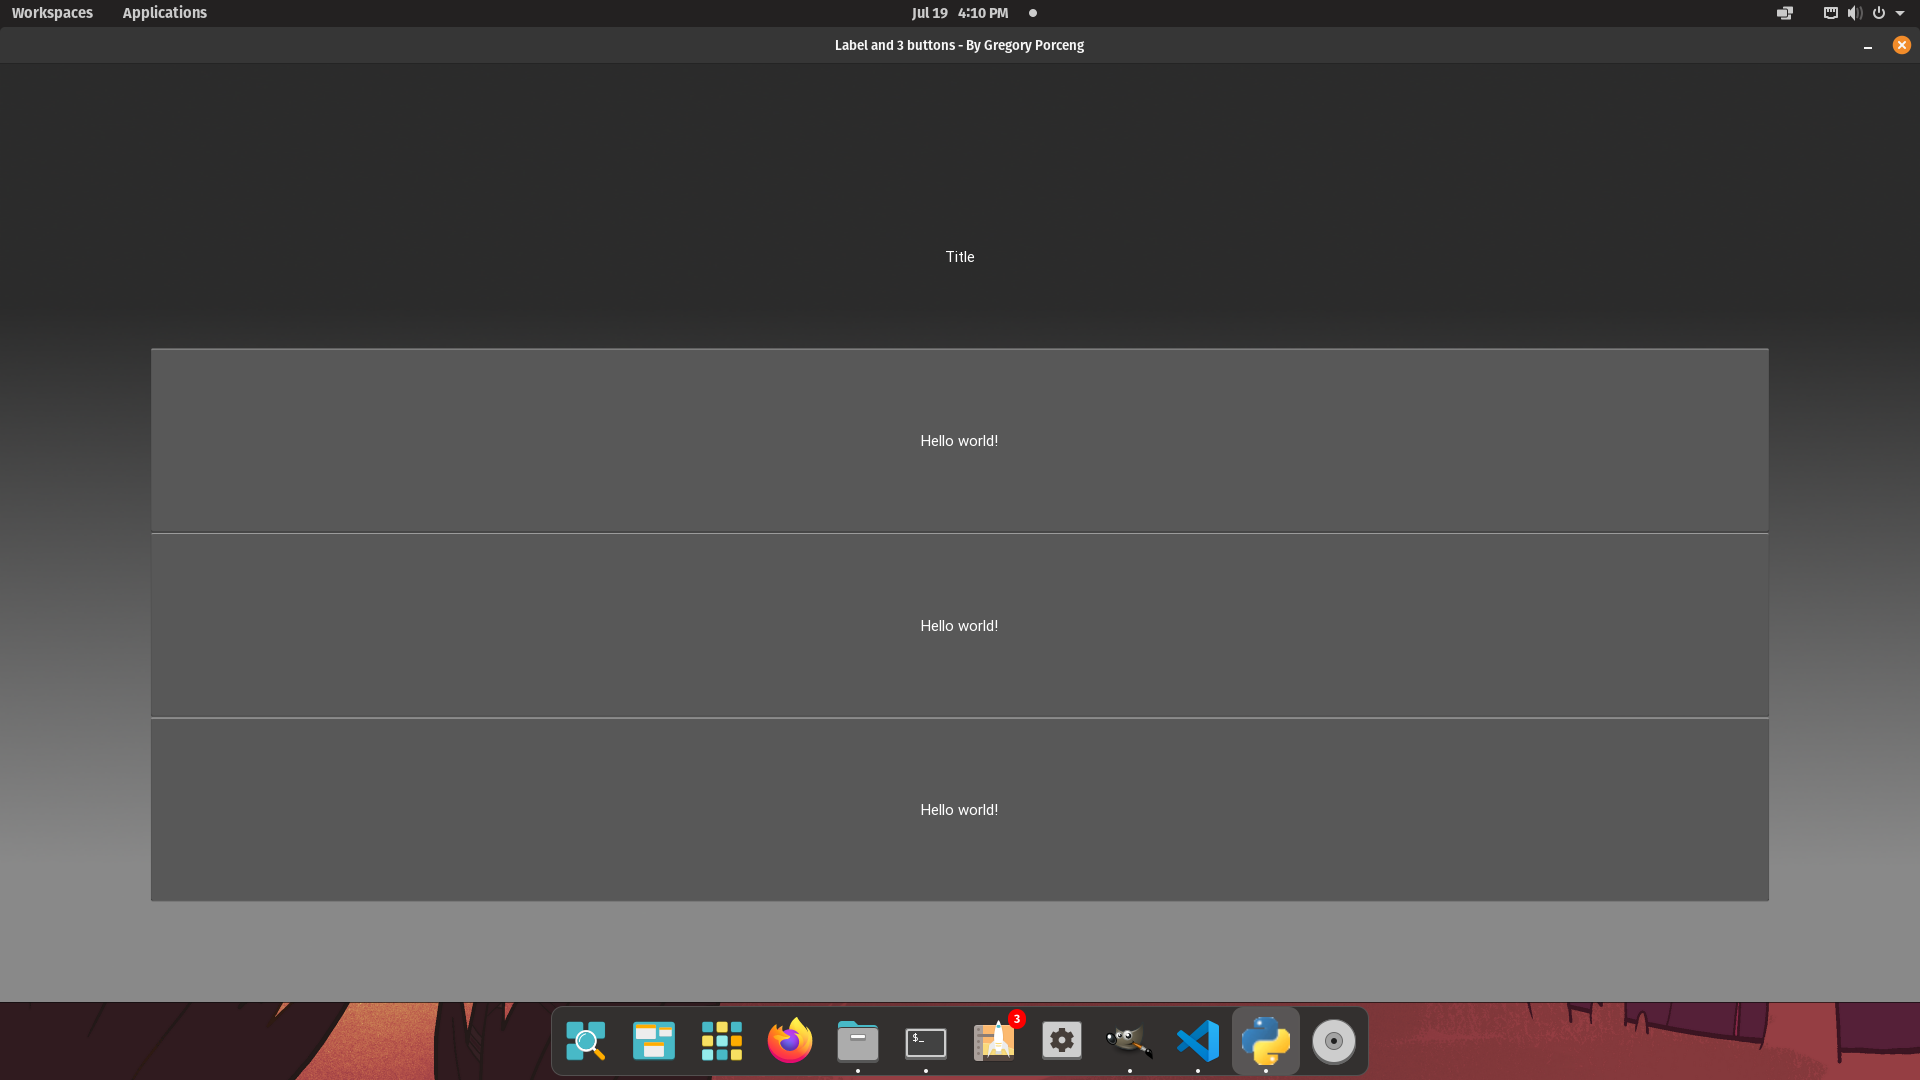 Workspaces Applications Jul 19 4:10 PM
Label and 3 buttons - By Gregory Porceng
Title
Hello world!
Hello world!
Hello world!
$_
3